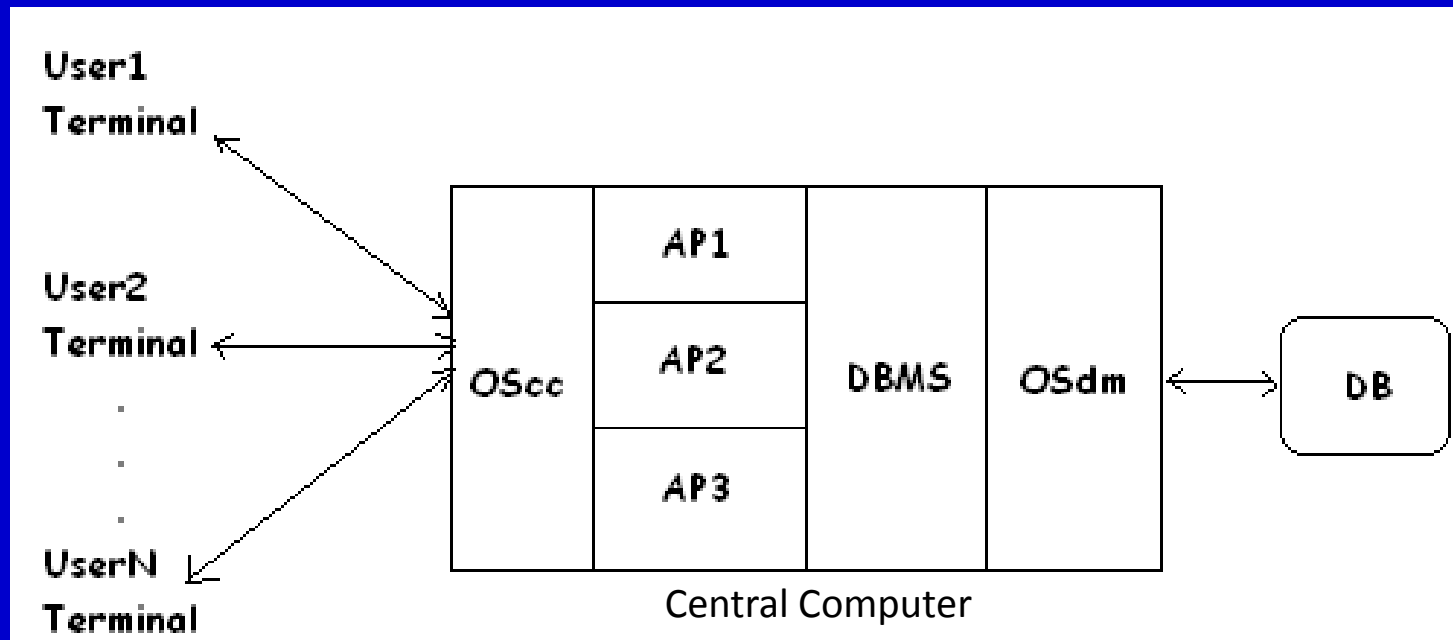 User1
Terminal
User2
Terminal
.
.
.
UserN
Terminal
OScc
AP1
AP2
AP3
DBMS
OSdm
DB
Central Computer